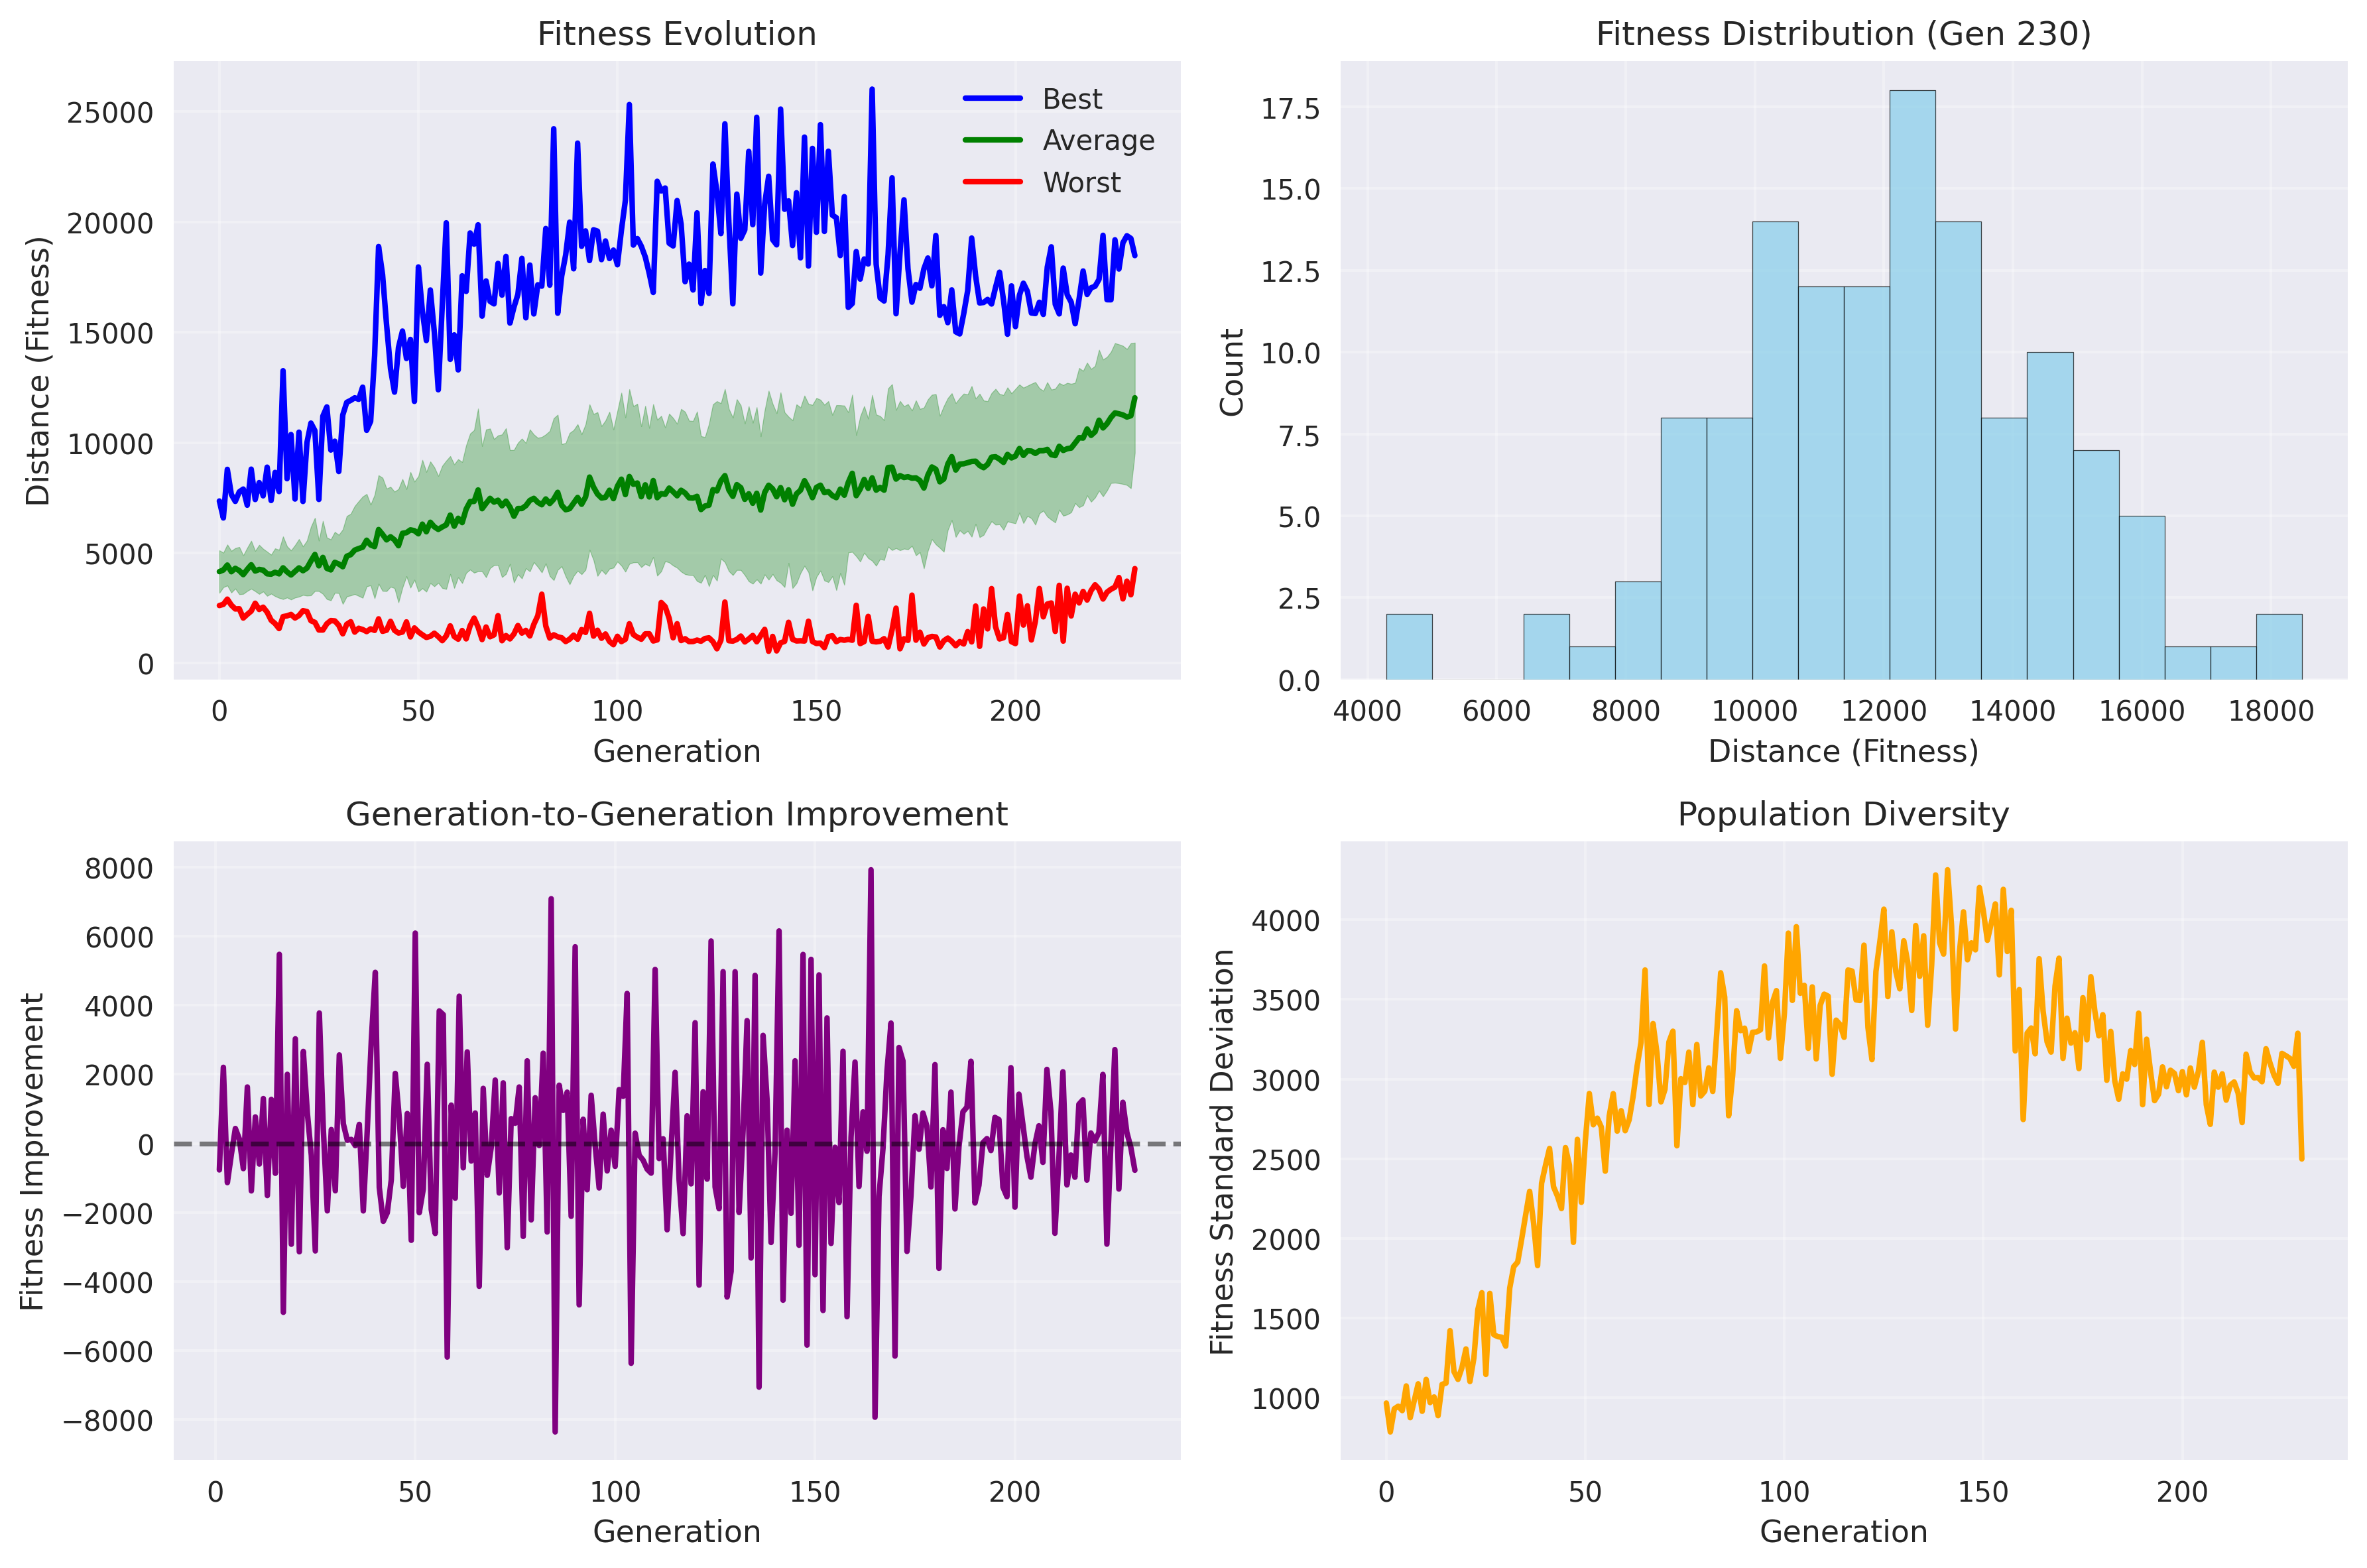 Fitness Evolution
Distance (Fitness)
25000
20000
15000
10000
5000
0
Best
Average
Worst
0 50 100 150 200
Generation
Fitness Distribution (Gen 230)
Count
17.5
15.0
12.5
10.0
7.5
5.0
2.5
0.0
4000 6000 8000 10000 12000 14000 16000 18000
Distance (Fitness)
Generation-to-Generation Improvement
Fitness Improvement
8000
6000
4000
2000
0
−2000
−4000
−6000
−8000
0 50 100 150 200
Generation
Population Diversity
Fitness Standard Deviation
4000
3500
3000
2500
2000
1500
1000
0 50 100 150 200
Generation